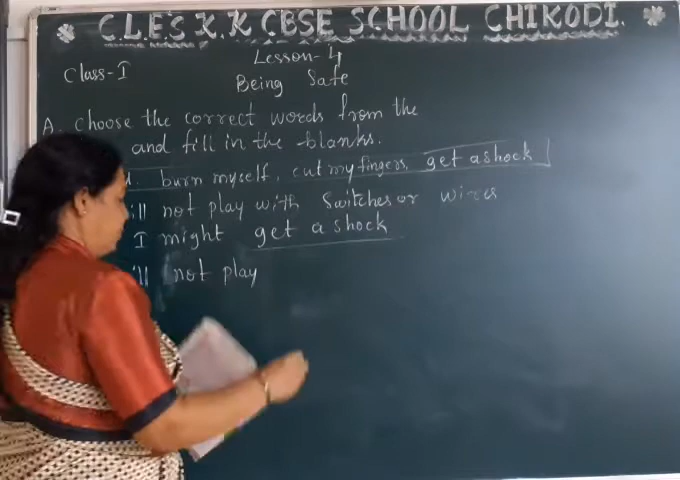 C.L.E'S K.K CBSE SCHOOL CHIKODI.
Lesson-4
Class-I
Being Safe
A. Choose the correct words from the
and fill in the blanks.
burn myself, cut my fingers, get a shock
not play with Switches or wires
I might get a shock
not play